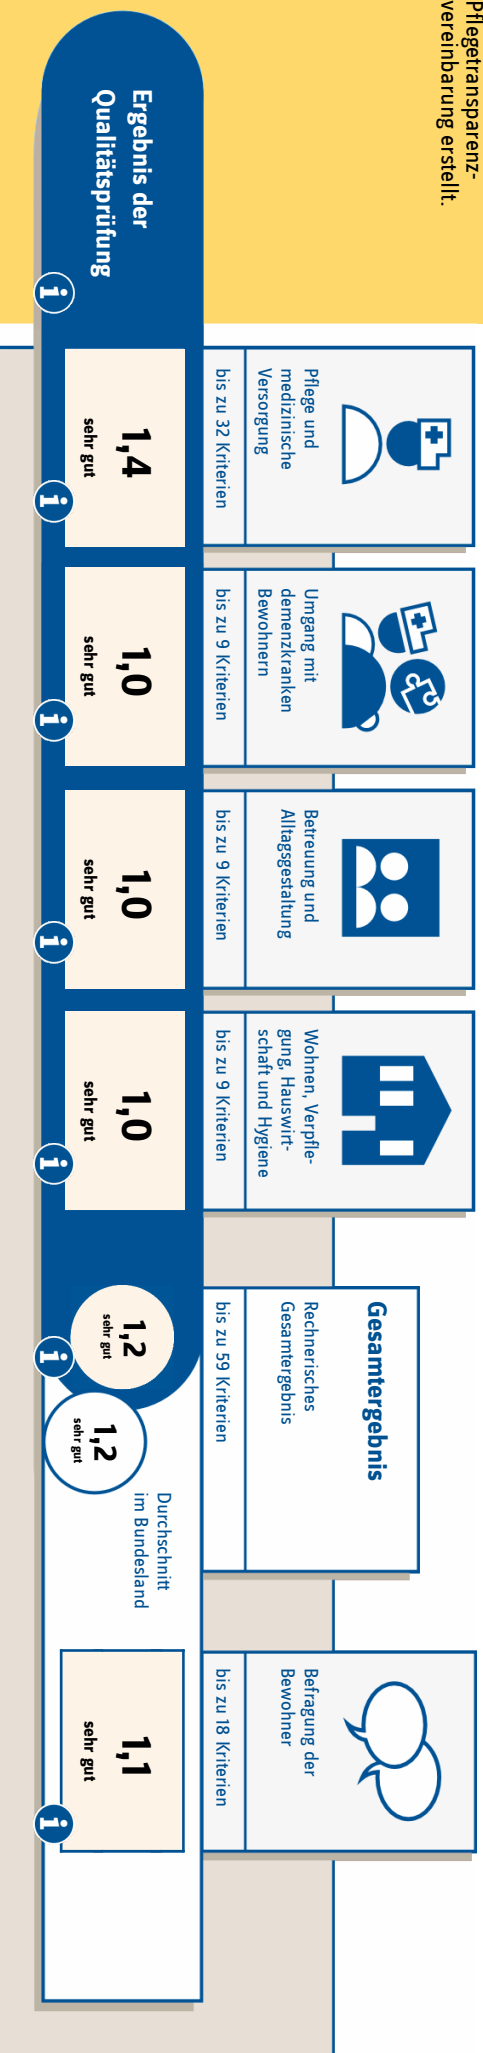 Pflegetransparenz-
vereinbarung erstellt.
Ergebnis der
Qualitätsprüfung
i
Pflege und
medizinische
Versorgung
bis zu 32 Kriterien
1,4
sehr gut
i
Umgang mit
demenzkranken
Bewohnern
bis zu 9 Kriterien
1,0
sehr gut
i
Betreuung und
Alltagsgestaltung
bis zu 9 Kriterien
1,0
sehr gut
i
Wohnen, Verpfle-
gung, Hauswirt-
schaft und Hygiene
bis zu 9 Kriterien
1,0
sehr gut
i
Gesamtergebnis
Rechnerisches
Gesamtergebnis
bis zu 59 Kriterien
1,2
sehr gut
i
1,2
sehr gut
Durchschnitt
im Bundesland
Befragung der
Bewohner
bis zu 18 Kriterien
1,1
sehr gut
i